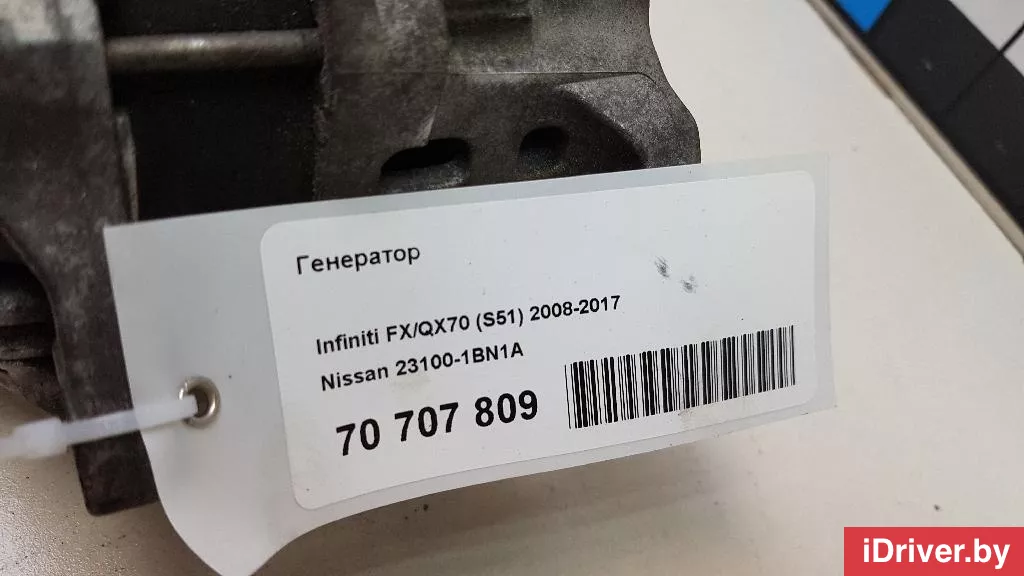 Генератор
Infiniti FX/QX70 (S51) 2008-2017
Nissan 23100-1BN1A
70 707 809
iDriver.by